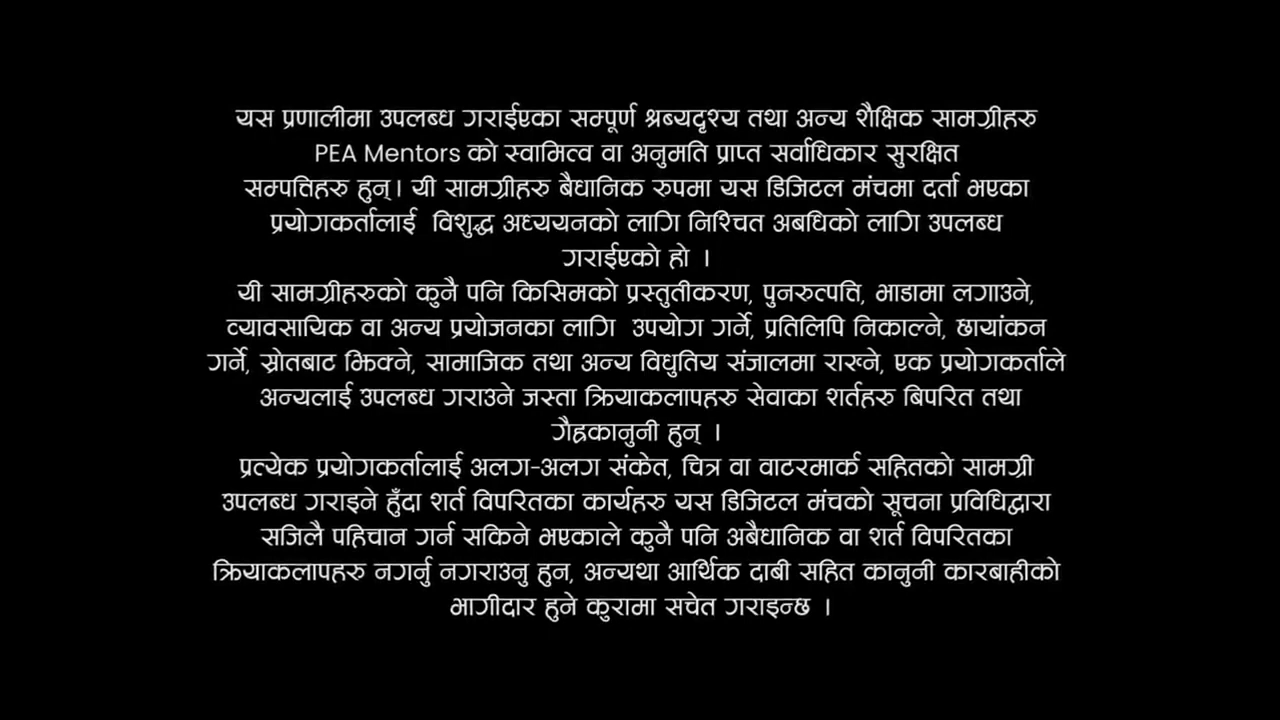 यस प्रणालीमा उपलब्ध गराईएका सम्पूर्ण श्रब्यदृश्य तथा अन्य शैक्षिक सामग्रीहरु
PEA Mentors को स्वामित्व वा अनुमति प्राप्त सर्वाधिकार सुरक्षित
सम्पत्तिहरु हुन् । यी सामग्रीहरु बैधानिक रुपमा यस डिजिटल मंचमा दर्ता भएका
प्रयोगकर्तालाई विशुद्ध अध्ययनको लागि निश्चित अबधिको लागि उपलब्ध
गराईएको हो ।
यी सामग्रीहरुको कुनै पनि किसिमको प्रस्तुतीकरण, पुनरुत्पत्ति, भाडामा लगाउने,
व्यावसायिक वा अन्य प्रयोजनका लागि उपयोग गर्ने, प्रतिलिपि निकाल्ने, छायांकन
गर्ने, स्रोतबाट झिक्ने, सामाजिक तथा अन्य विधुतिय संजालमा राख्ने, एक प्रयोगकर्ताले
अन्यलाई उपलब्ध गराउने जस्ता क्रियाकलापहरु सेवाका शर्तहरु बिपरित तथा
गैह्रकानुनी हुन् ।
प्रत्येक प्रयोगकर्तालाई अलग-अलग संकेत, चित्र वा वाटरमार्क सहितको सामग्री
उपलब्ध गराइने हुँदा शर्त विपरितका कार्यहरु यस डिजिटल मंचको सूचना प्रविधिद्वारा
सजिलै पहिचान गर्न सकिने भएकाले कुनै पनि अबैधानिक वा शर्त विपरितका
क्रियाकलापहरु नगर्नु नगराउनु हुन, अन्यथा आर्थिक दाबी सहित कानुनी कारबाहीको
भागीदार हुने कुरामा सचेत गराइन्छ ।